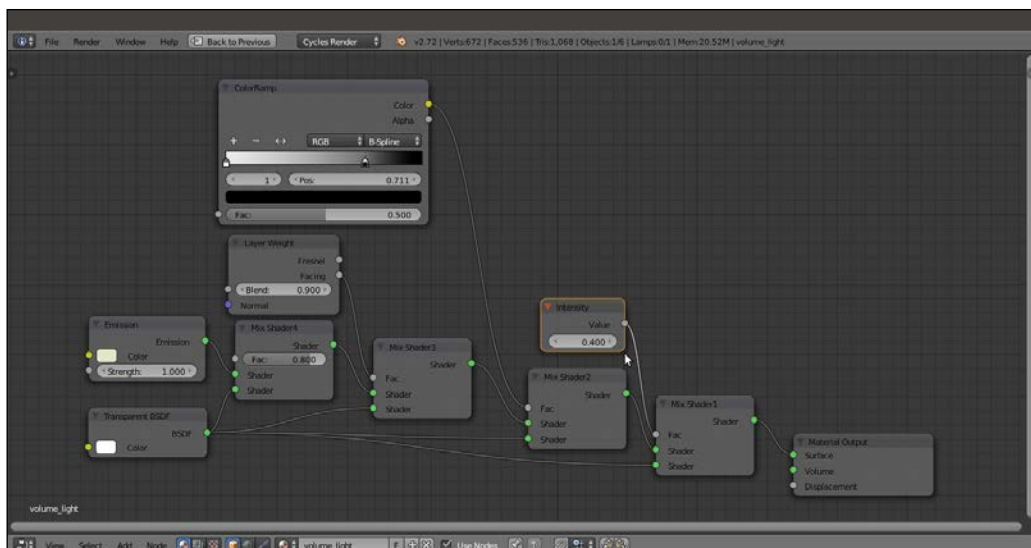 File Render Window Help Back to Previous Cycles Render v2.72 | Verts:672 | Faces:536 | Tris:1,068 | Objects:1/6 | Lamps:0/1 | Mem:20.52M | volume_light
ColorRamp
Color
Alpha
+ − RGB B-Spline
1 Pos: 0.711
Fac: 0.500
Layer Weight
Fresnel
Facing
Blend: 0.900
Normal
Intensity
Value
0.400
Emission
Emission
Color
Strength: 1.000
Mix Shader4
Shader
Fac: 0.800
Shader
Shader
Mix Shader3
Shader
Fac
Shader
Shader
Mix Shader2
Shader
Fac
Shader
Shader
Mix Shader1
Shader
Fac
Shader
Shader
Transparent BSDF
BSDF
Color
Material Output
Surface
Volume
Displacement
volume_light
View Select Add Node volume_light F Use Nodes